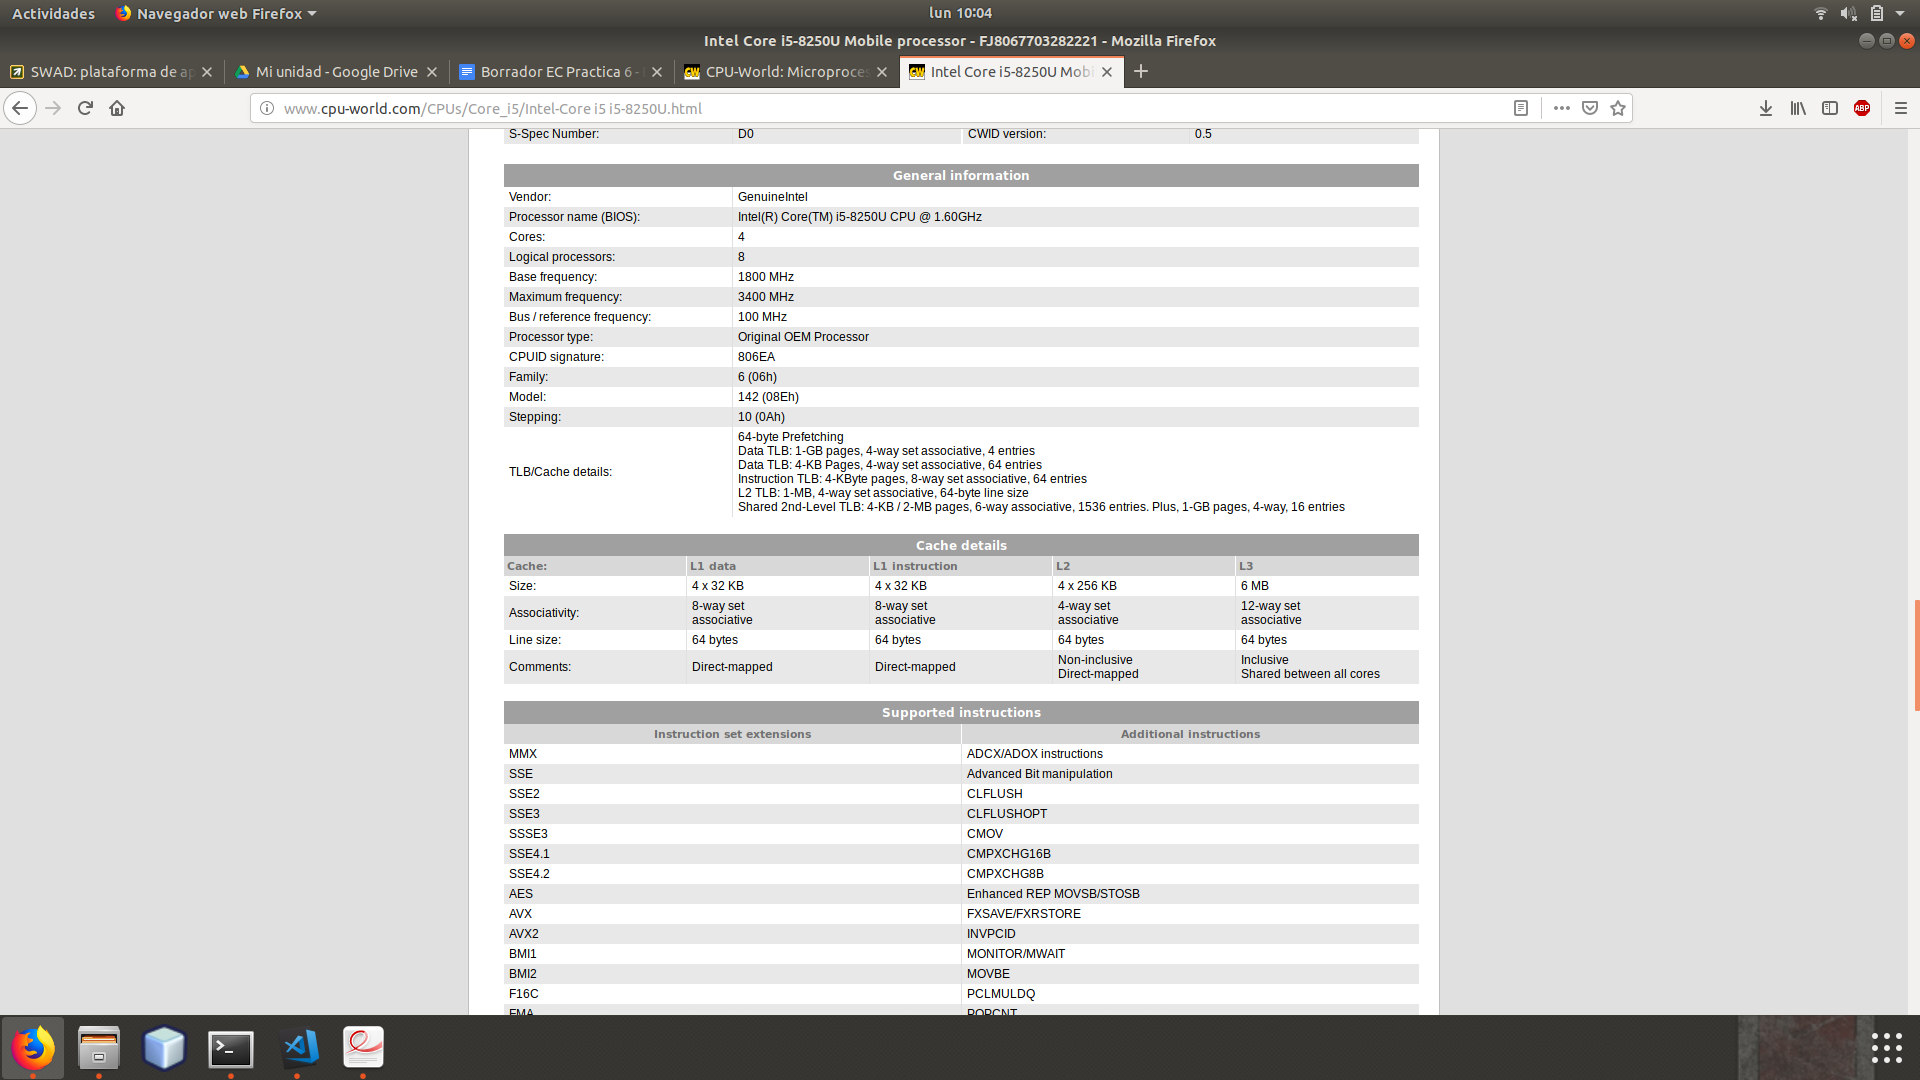 Actividades Navegador web Firefox lun 10:04
Intel Core i5-8250U Mobile processor - FJ8067703282221 - Mozilla Firefox
SWAD: plataforma de ap Mi unidad - Google Drive Borrador EC Practica 6 - CPU-World: Microproces Intel Core i5-8250U Mobi
www.cpu-world.com/CPUs/Core_i5/Intel-Core i5 i5-8250U.html ABP
S-Spec Number: D0 CWID version: 0.5
General information
Vendor: GenuineIntel
Processor name (BIOS): Intel(R) Core(TM) i5-8250U CPU @ 1.60GHz
Cores: 4
Logical processors: 8
Base frequency: 1800 MHz
Maximum frequency: 3400 MHz
Bus / reference frequency: 100 MHz
Processor type: Original OEM Processor
CPUID signature: 806EA
Family: 6 (06h)
Model: 142 (08Eh)
Stepping: 10 (0Ah)
TLB/Cache details:
64-byte Prefetching
Data TLB: 1-GB pages, 4-way set associative, 4 entries
Data TLB: 4-KB Pages, 4-way set associative, 64 entries
Instruction TLB: 4-KByte pages, 8-way set associative, 64 entries
L2 TLB: 1-MB, 4-way set associative, 64-byte line size
Shared 2nd-Level TLB: 4-KB / 2-MB pages, 6-way associative, 1536 entries. Plus, 1-GB pages, 4-way, 16 entries
Cache details
Cache: L1 data L1 instruction L2 L3
Size: 4 x 32 KB 4 x 32 KB 4 x 256 KB 6 MB
Associativity: 8-way set associative 8-way set associative 4-way set associative 12-way set associative
Line size: 64 bytes 64 bytes 64 bytes 64 bytes
Comments: Direct-mapped Direct-mapped Non-inclusive Direct-mapped Inclusive Shared between all cores
Supported instructions
Instruction set extensions Additional instructions
MMX ADCX/ADOX instructions
SSE Advanced Bit manipulation
SSE2 CLFLUSH
SSE3 CLFLUSHOPT
SSSE3 CMOV
SSE4.1 CMPXCHG16B
SSE4.2 CMPXCHG8B
AES Enhanced REP MOVSB/STOSB
AVX FXSAVE/FXRSTORE
AVX2 INVPCID
BMI1 MONITOR/MWAIT
BMI2 MOVBE
F16C PCLMULDQ
FMA POPCNT